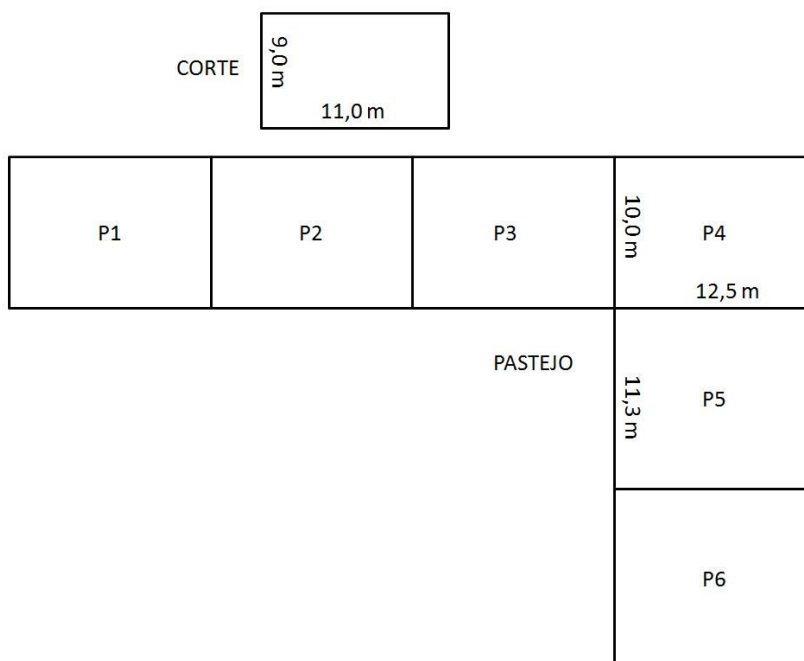 CORTE
9,0 m
11,0 m
P1
P2
P3
10,0 m
P4
12,5 m
PASTEJO
11,3 m
P5
P6